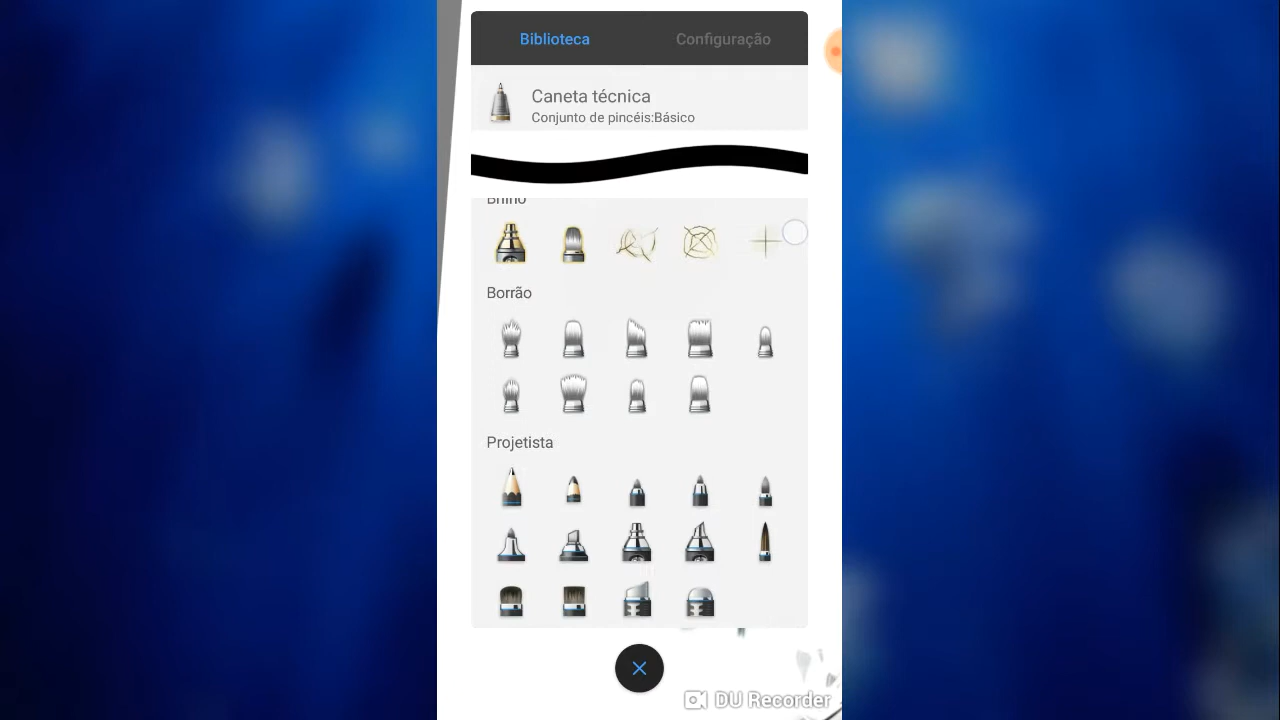 Biblioteca Configuração
Caneta técnica
Conjunto de pincéis:Básico
Borrão
Projetista
DU Recorder